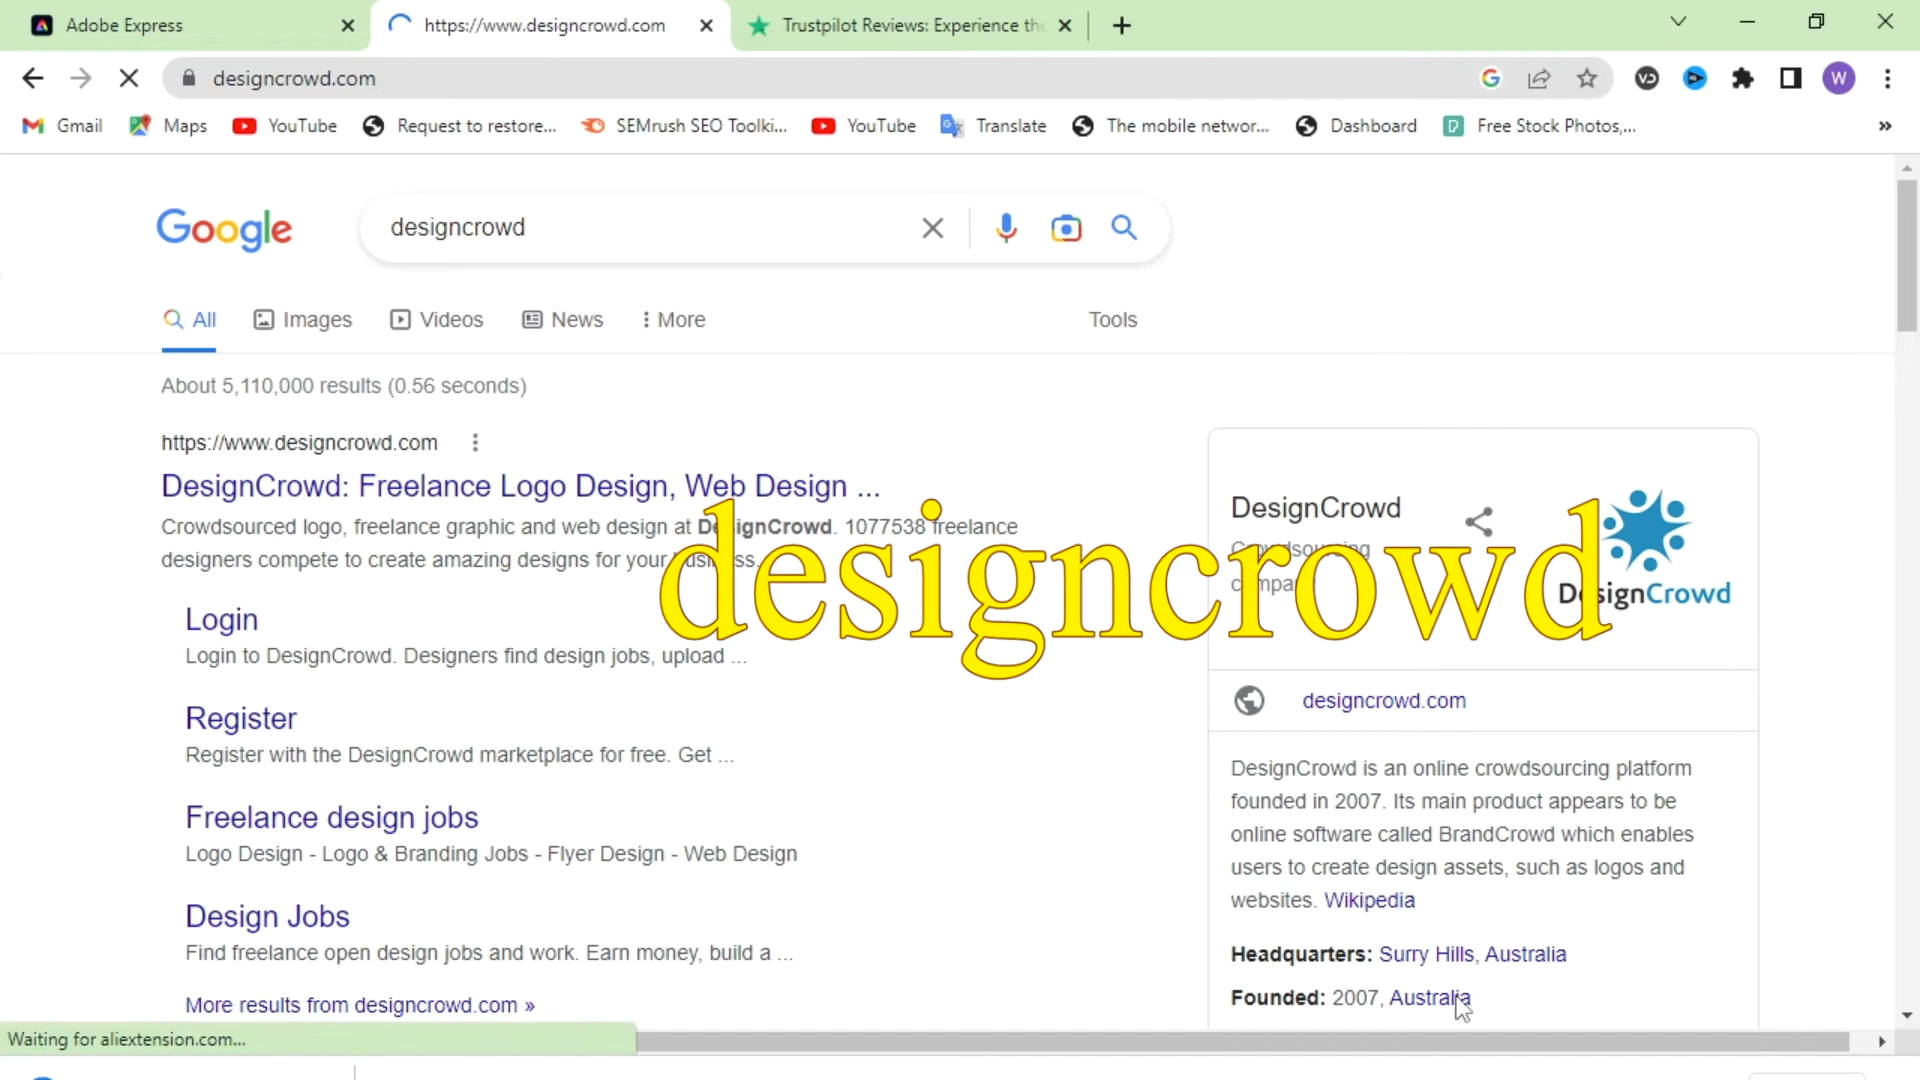 Adobe Express
https://www.designcrowd.com
Trustpilot Reviews: Experience the
designcrowd.com
W
Gmail
Maps
YouTube
Request to restore...
SEMrush SEO Toolki...
YouTube
Translate
The mobile networ...
Dashboard
Free Stock Photos,...
Google
designcrowd
All
Images
Videos
News
More
Tools
About 5,110,000 results (0.56 seconds)
https://www.designcrowd.com
DesignCrowd: Freelance Logo Design, Web Design ...
Crowdsourced logo, freelance graphic and web design at DesignCrowd. 1077538 freelance
designers compete to create amazing designs for your business.
Login
Login to DesignCrowd. Designers find design jobs, upload ...
Register
Register with the DesignCrowd marketplace for free. Get ...
Freelance design jobs
Logo Design - Logo & Branding Jobs - Flyer Design - Web Design
Design Jobs
Find freelance open design jobs and work. Earn money, build a ...
More results from designcrowd.com »
designcrowd
DesignCrowd
Crowdsourcing
company
DesignCrowd
designcrowd.com
DesignCrowd is an online crowdsourcing platform
founded in 2007. Its main product appears to be
online software called BrandCrowd which enables
users to create design assets, such as logos and
websites. Wikipedia
Headquarters: Surry Hills, Australia
Founded: 2007, Australia
Waiting for aliextension.com...